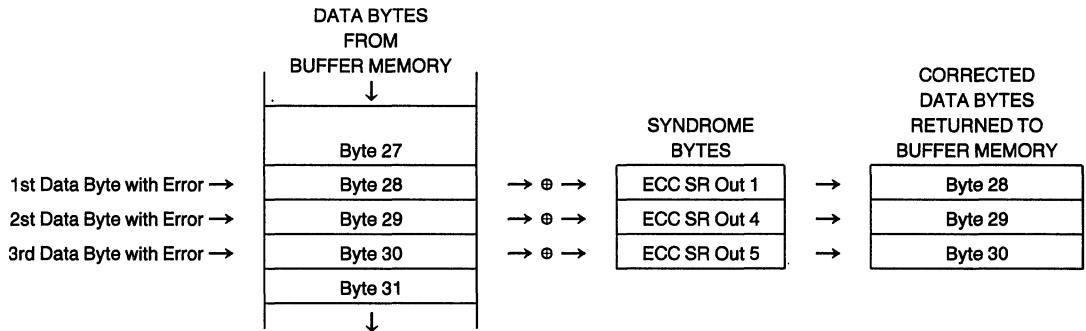 DATA BYTES
FROM
BUFFER MEMORY
↓
Byte 27
1st Data Byte with Error →
Byte 28
2st Data Byte with Error →
Byte 29
3rd Data Byte with Error →
Byte 30
Byte 31
↓
→ ⊕ →
→ ⊕ →
→ ⊕ →
SYNDROME
BYTES
ECC SR Out 1
ECC SR Out 4
ECC SR Out 5
→
→
→
CORRECTED
DATA BYTES
RETURNED TO
BUFFER MEMORY
Byte 28
Byte 29
Byte 30